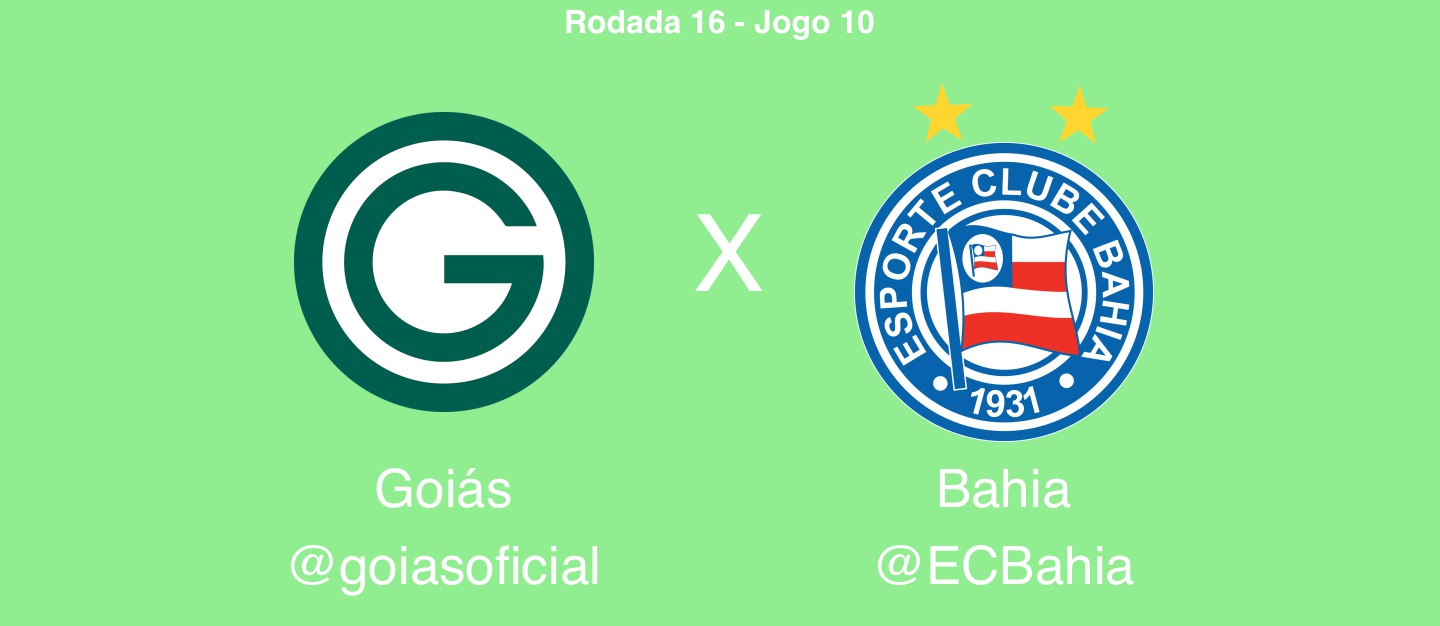 Rodada 16 - Jogo 10
X
ESPORTE CLUBE BAHIA
1931
Goiás
Bahia
@goiasoficial
@ECBahia